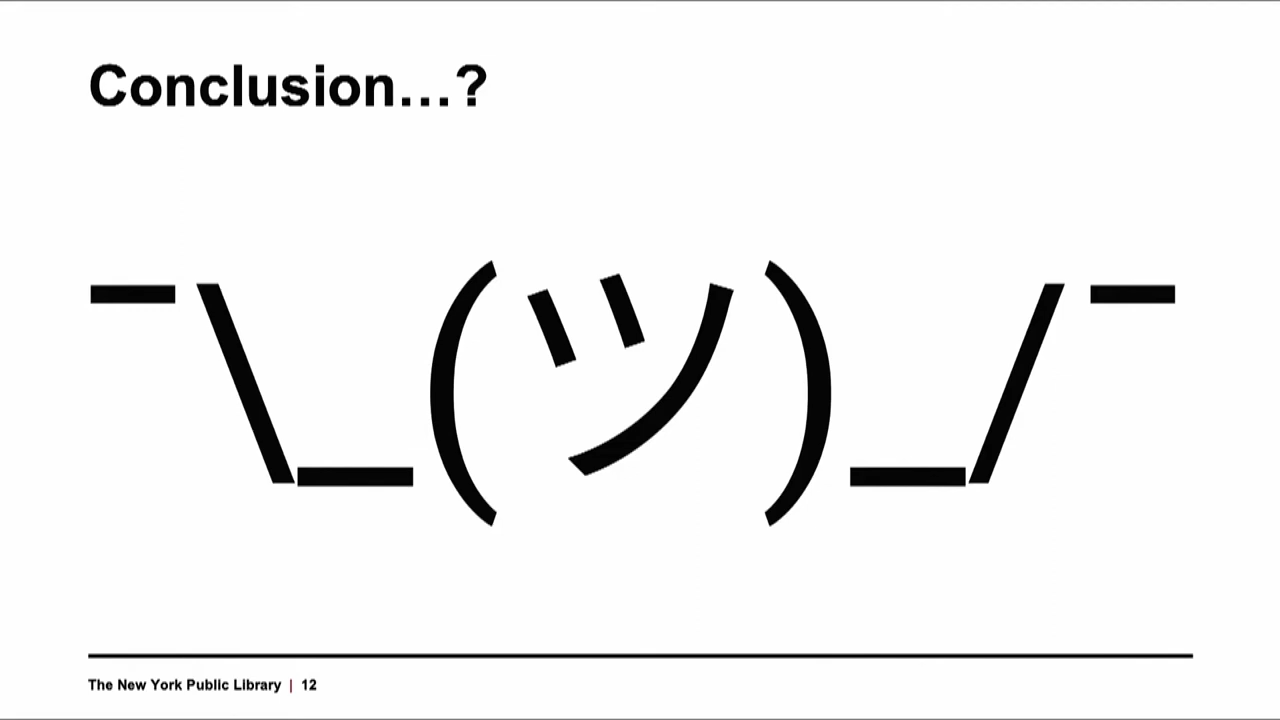 Conclusion…?
¯\_(ツ)_/¯
The New York Public Library | 12